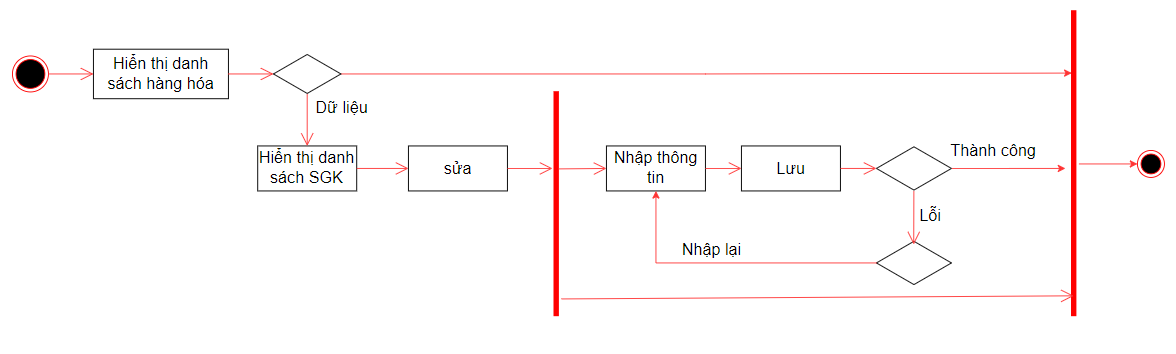 Hiển thị danh
sách hàng hóa
Dữ liệu
Hiển thị danh
sách SGK
sửa
Nhập thông
tin
Lưu
Thành công
Lỗi
Nhập lại